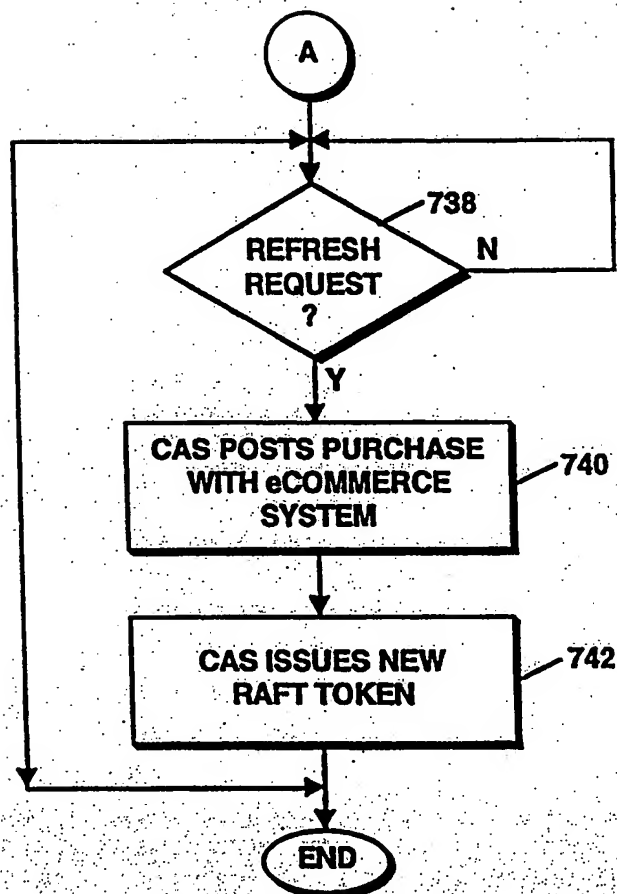 A
738
REFRESH
REQUEST
?
N
Y
CAS POSTS PURCHASE
WITH eCOMMERCE
SYSTEM
740
CAS ISSUES NEW
RAFT TOKEN
742
END